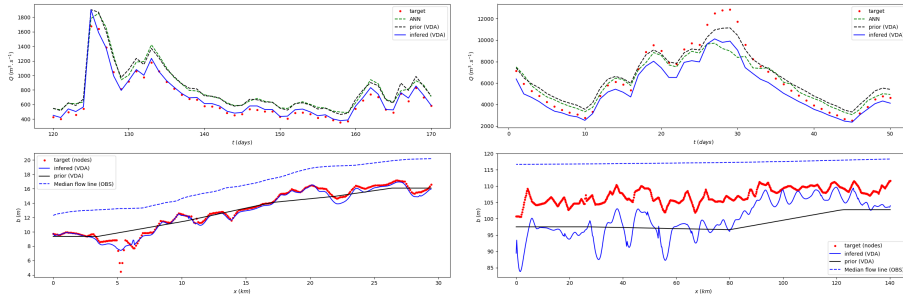 target
ANN
prior (VDA)
infered (VDA)
Q (m³.s⁻¹)
1800
1600
1400
1200
1000
800
600
400
120
130
140
150
160
170
t (days)
target
ANN
prior (VDA)
infered (VDA)
Q (m³.s⁻¹)
12000
10000
8000
6000
4000
2000
0
10
20
30
40
50
t (days)
target (nodes)
infered (VDA)
prior (VDA)
Median flow line (OBS)
20
18
16
14
12
10
8
6
4
0
5
10
15
20
25
30
x (km)
target (nodes)
infered (VDA)
prior (VDA)
Median flow line (OBS)
120
115
110
105
100
95
90
85
0
20
40
60
80
100
120
140
x (km)